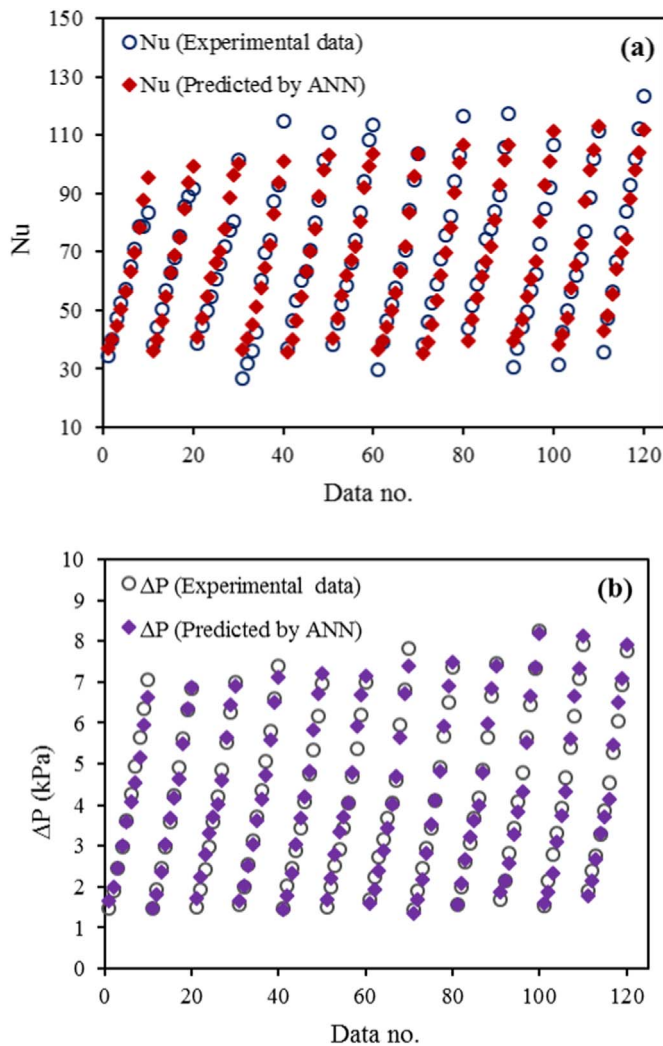 150
(a)
Nu (Experimental data)
130
Nu (Predicted by ANN)
110
90
Nu
70
50
30
10
0 20 40 60 80 100 120
Data no.
10
(b)
ΔP (Experimental data)
9
8
ΔP (Predicted by ANN)
7
6
ΔP (kPa)
5
4
3
2
1
0
0 20 40 60 80 100 120
Data no.